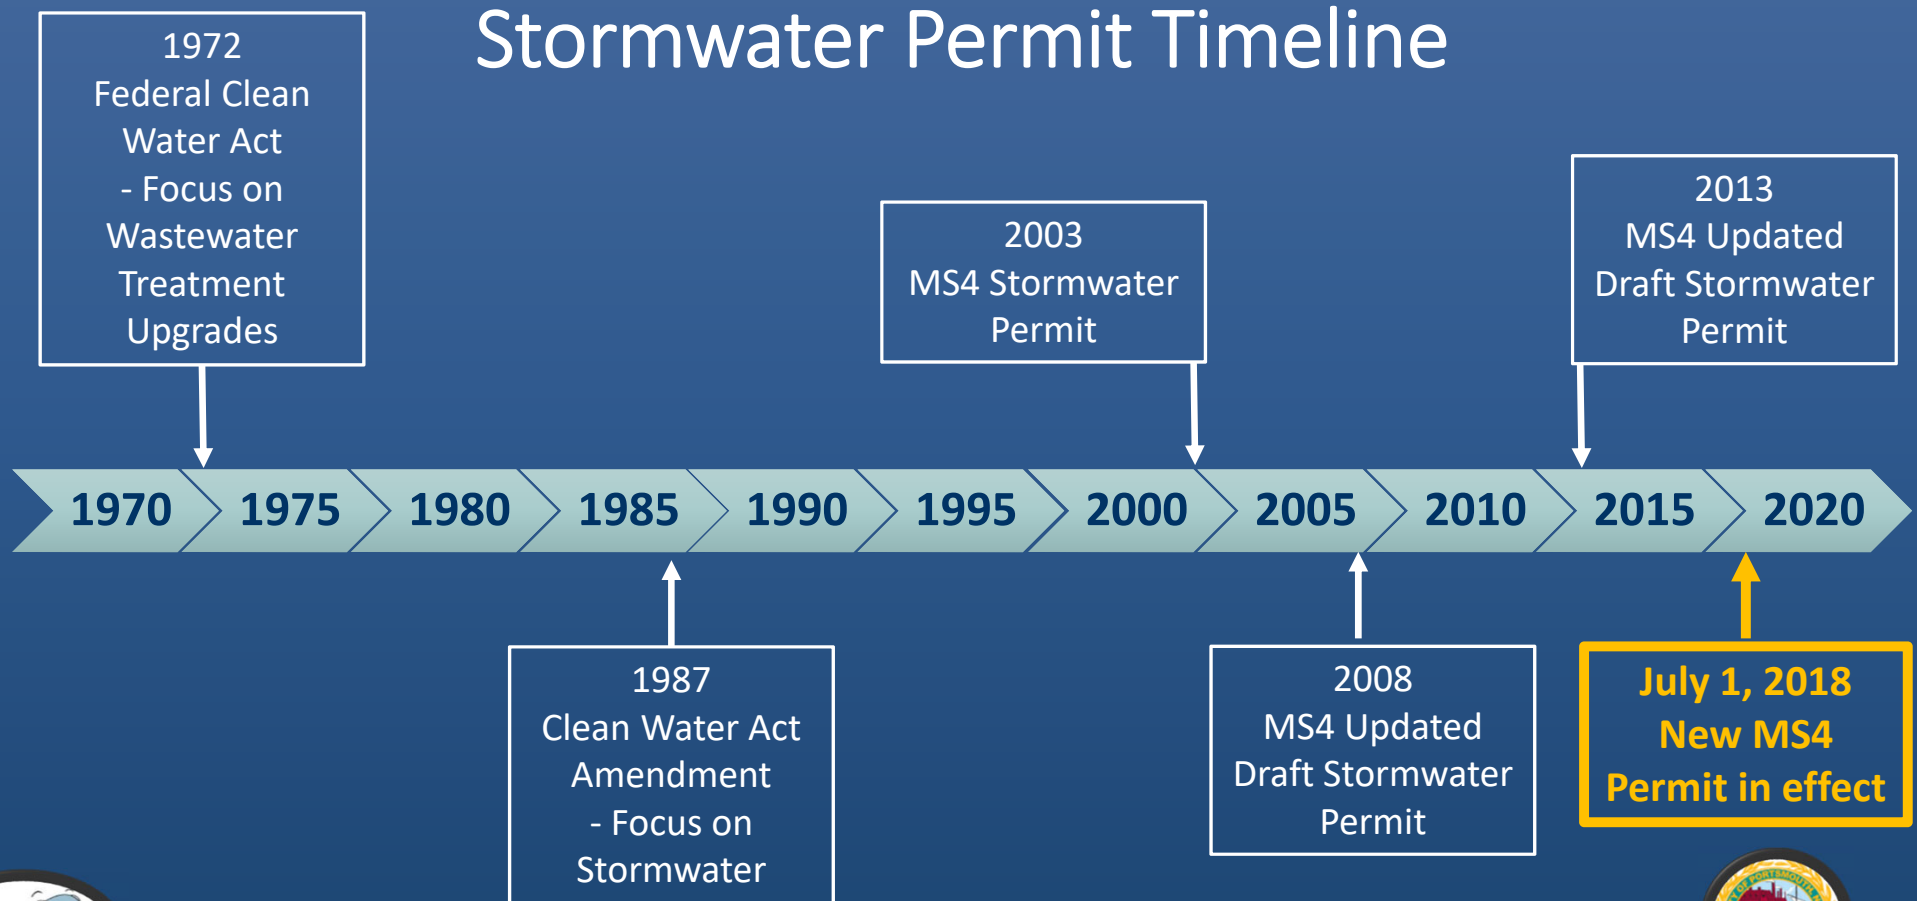 Stormwater Permit Timeline
1972
Federal Clean
Water Act
- Focus on
Wastewater
Treatment
Upgrades
2003
MS4 Stormwater
Permit
2013
MS4 Updated
Draft Stormwater
Permit
1970 1975 1980 1985 1990 1995 2000 2005 2010 2015 2020
1987
Clean Water Act
Amendment
- Focus on
Stormwater
2008
MS4 Updated
Draft Stormwater
Permit
July 1, 2018
New MS4
Permit in effect
OF PORTSMOUTH,